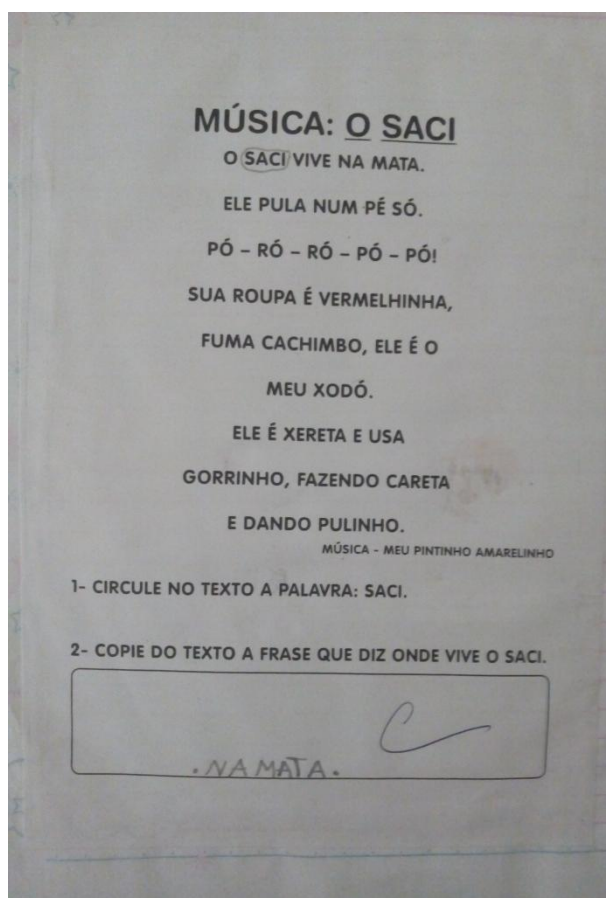 MÚSICA: O SACI
O SACI VIVE NA MATA.
ELE PULA NUM PÉ SÓ.
PÓ – RÓ – RÓ – PÓ – PÓ!
SUA ROUPA É VERMELHINHA,
FUMA CACHIMBO, ELE É O
MEU XODÓ.
ELE É XERETA E USA
GORRINHO, FAZENDO CARETA
E DANDO PULINHO.
MÚSICA - MEU PINTINHO AMARELINHO
1- CIRCULE NO TEXTO A PALAVRA: SACI.
2- COPIE DO TEXTO A FRASE QUE DIZ ONDE VIVE O SACI.
. NA MATA.